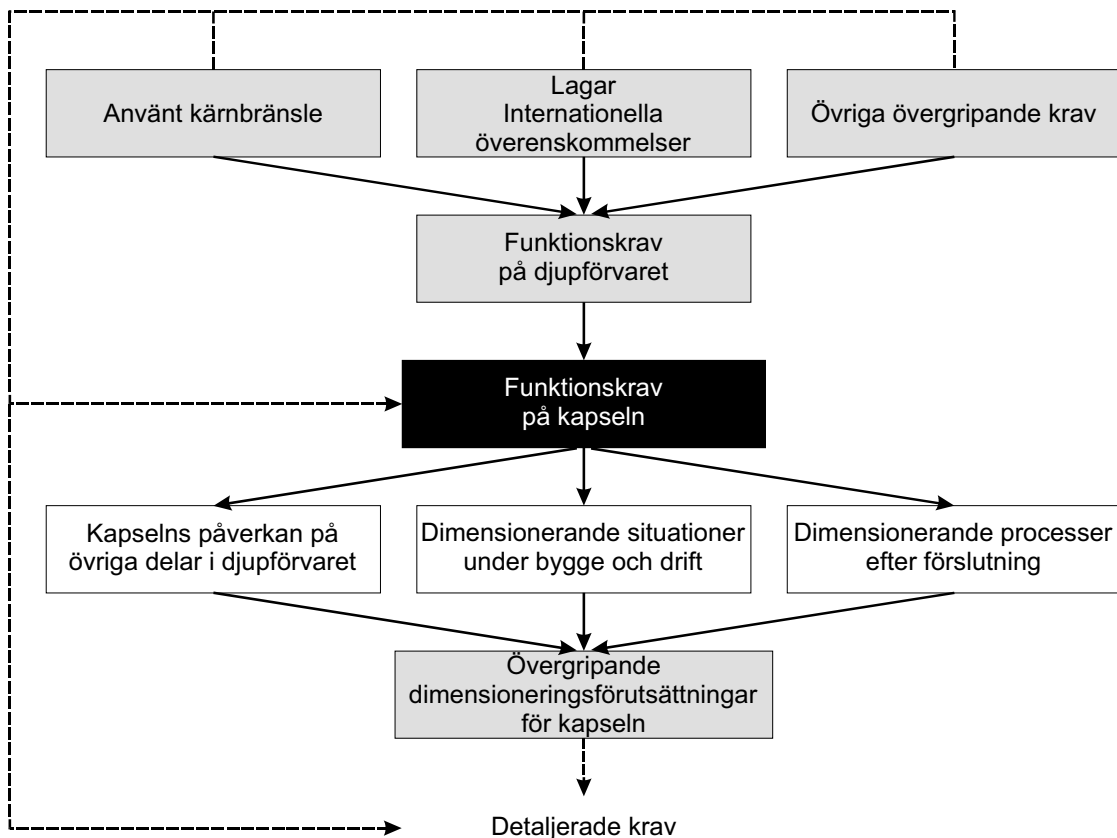 Använt kärnbränsle
Lagar
Internationella
överenskommelser
Övriga övergripande krav
Funktionskrav
på djupförvaret
Funktionskrav
på kapseln
Kapselns påverkan på
övriga delar i djupförvaret
Dimensionerande situationer
under bygge och drift
Dimensionerande processer
efter förslutning
Övergripande
dimensioneringsförutsättningar
för kapseln
Detaljerade krav